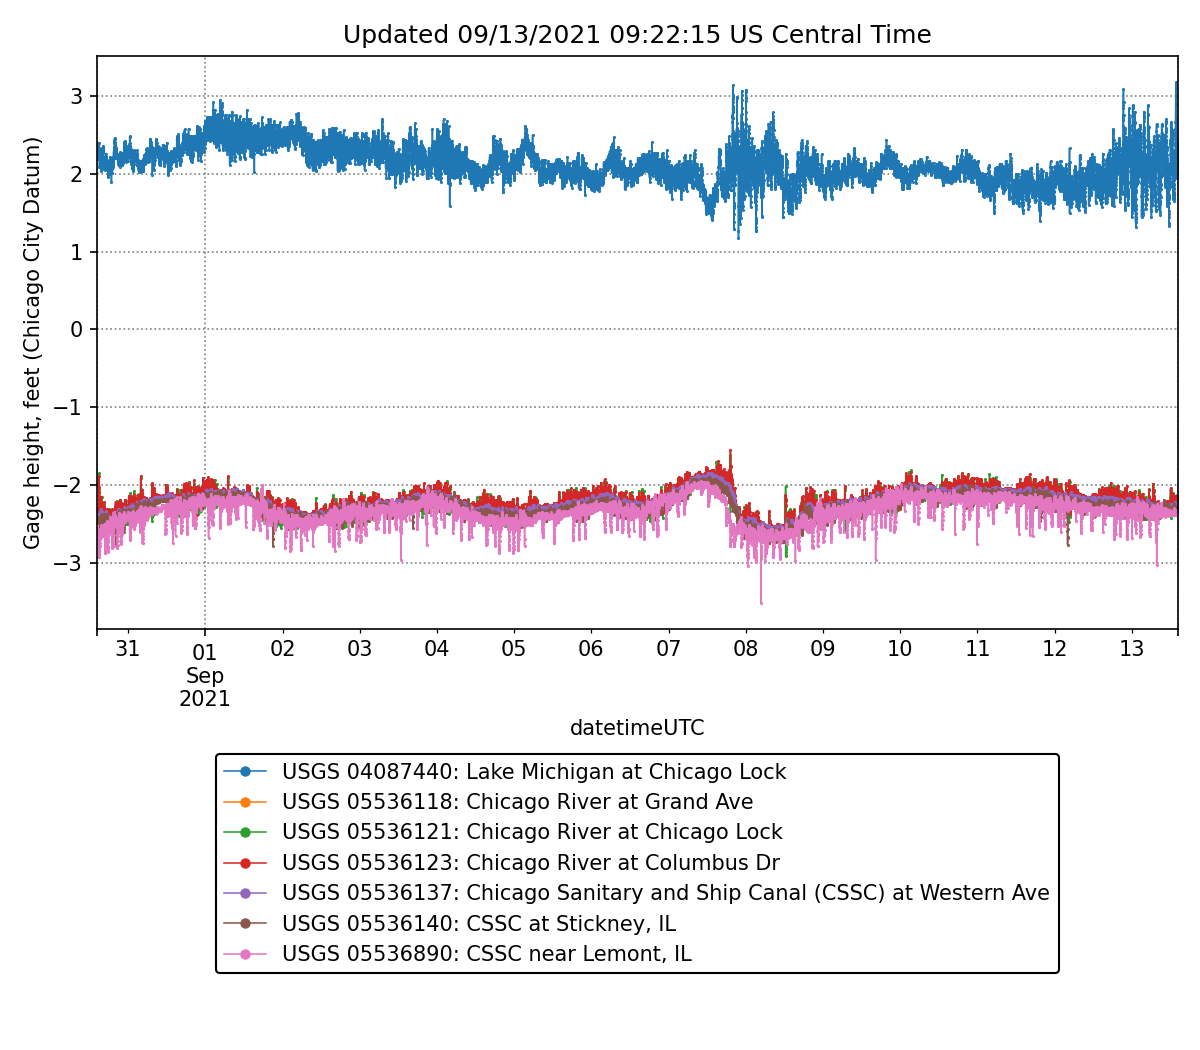 Updated 09/13/2021 09:22:15 US Central Time
Gage height, feet (Chicago City Datum)
3
2
1
0
−1
−2
−3
31
01
Sep
2021
02
03
04
05
06
07
08
09
10
11
12
13
datetimeUTC
USGS 04087440: Lake Michigan at Chicago Lock
USGS 05536118: Chicago River at Grand Ave
USGS 05536121: Chicago River at Chicago Lock
USGS 05536123: Chicago River at Columbus Dr
USGS 05536137: Chicago Sanitary and Ship Canal (CSSC) at Western Ave
USGS 05536140: CSSC at Stickney, IL
USGS 05536890: CSSC near Lemont, IL